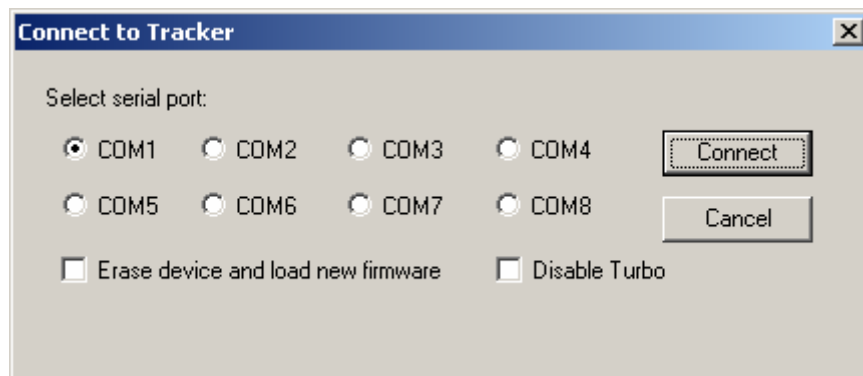 Connect to Tracker
Select serial port:
COM1 COM2 COM3 COM4 Connect
COM5 COM6 COM7 COM8 Cancel
Erase device and load new firmware Disable Turbo